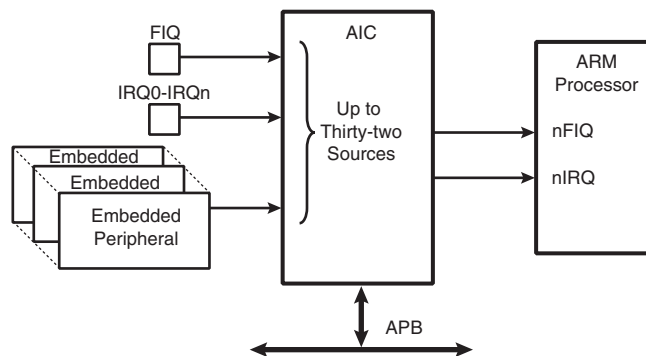 FIQ
IRQ0-IRQn
Embedded
Embedded
Embedded
Peripheral
AIC
Up to
Thirty-two
Sources
ARM
Processor
nFIQ
nIRQ
APB